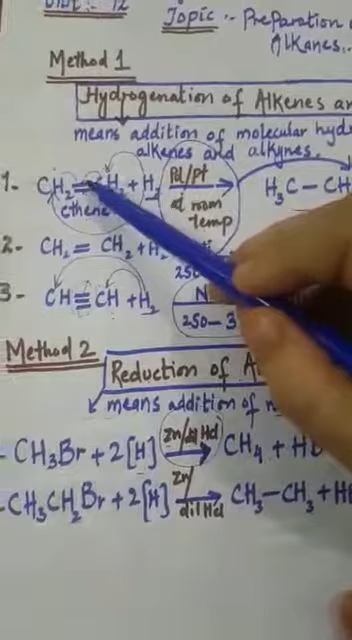 12
Topic :- Preparation o
Alkanes.
Method 1
Hydrogenation of Alkenes an
means addition of molecular hyd
alkenes and alkynes.
1- CH₂ = H₂ + H₂ Pd/Pt at room temp H₃C - CH
ethene
2- CH₂ = CH₂ + H₂
250
3- CH ≡ CH + H₂ N
250-3
Method 2
Reduction of A
means addition of n
- CH₃Br + 2[H] Zn/dil Hcl CH₄ + H
- CH₃CH₂Br + 2[H] Zn/ dil Hcl CH₃-CH₃ + H